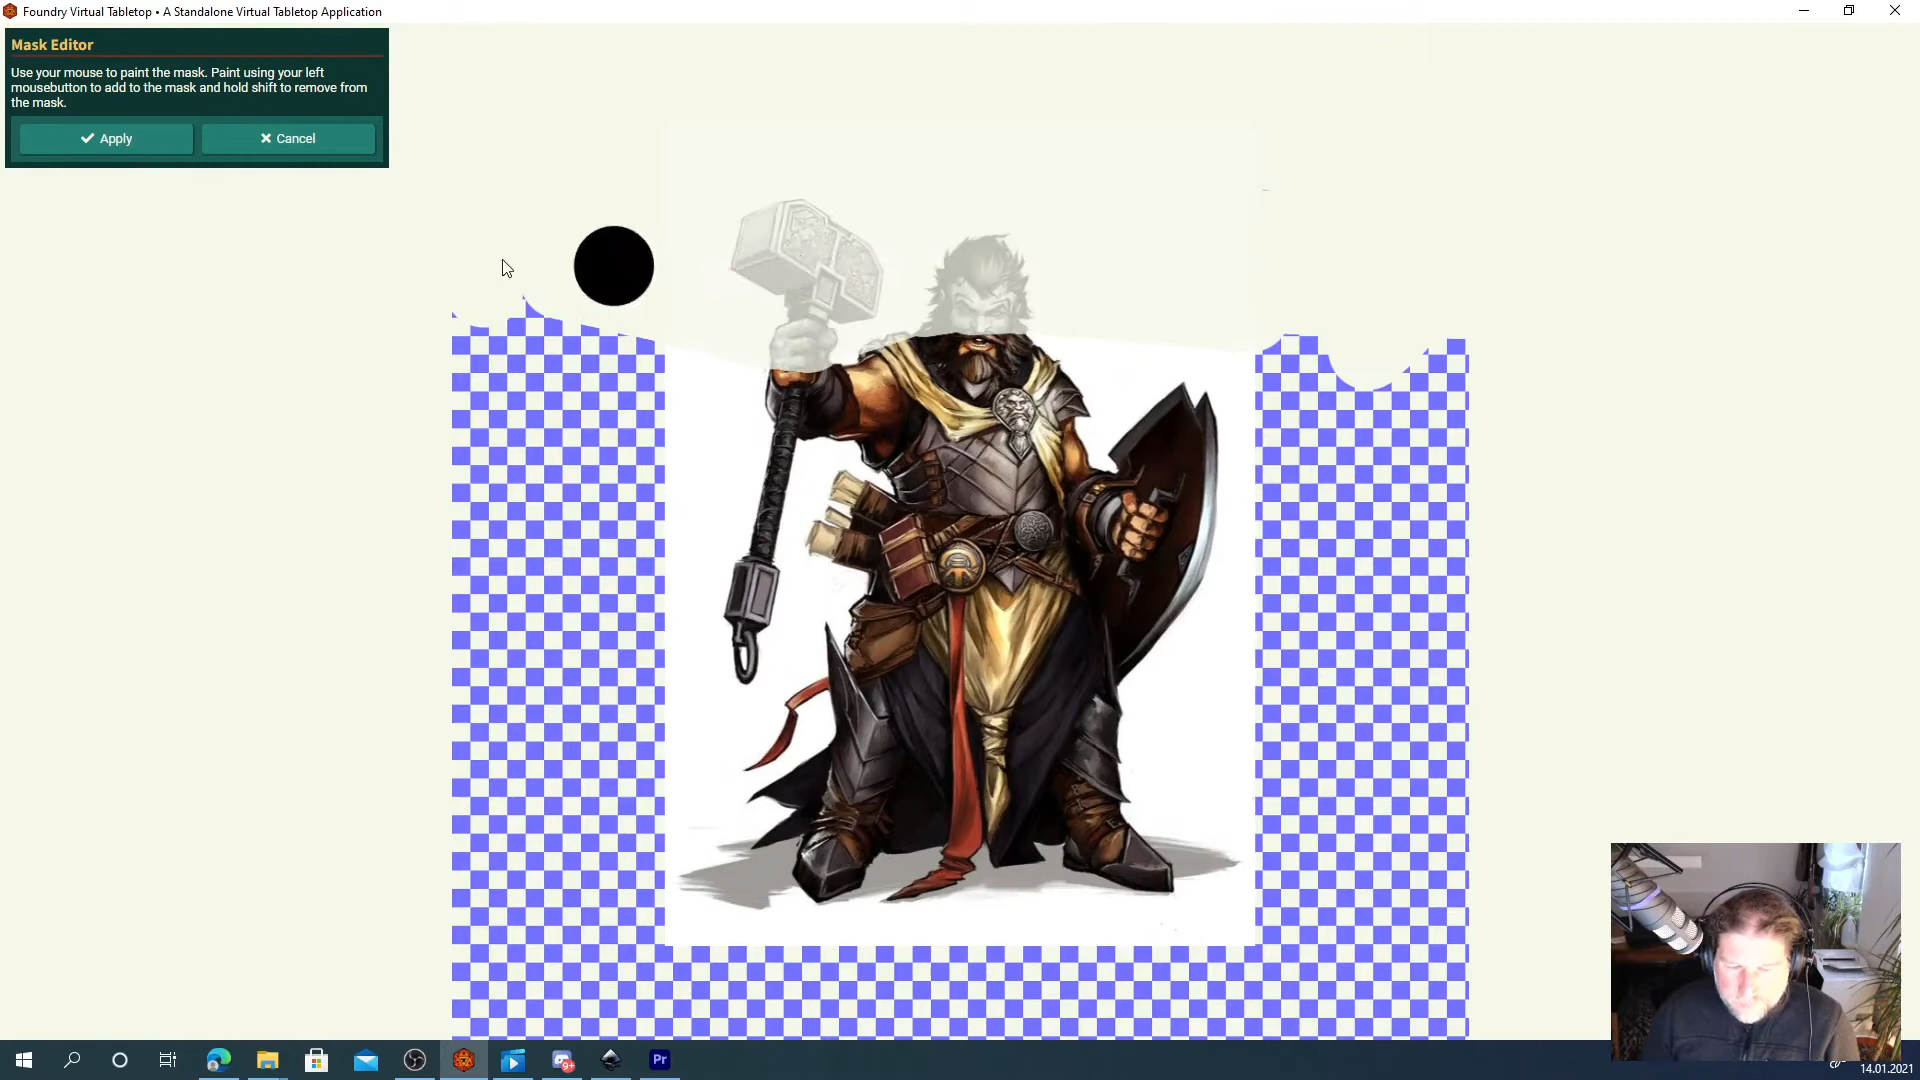 Foundry Virtual Tabletop • A Standalone Virtual Tabletop Application
Mask Editor
Use your mouse to paint the mask. Paint using your left
mousebutton to add to the mask and hold shift to remove from
the mask.
Apply
Cancel
9+
Pr
14.01.2021